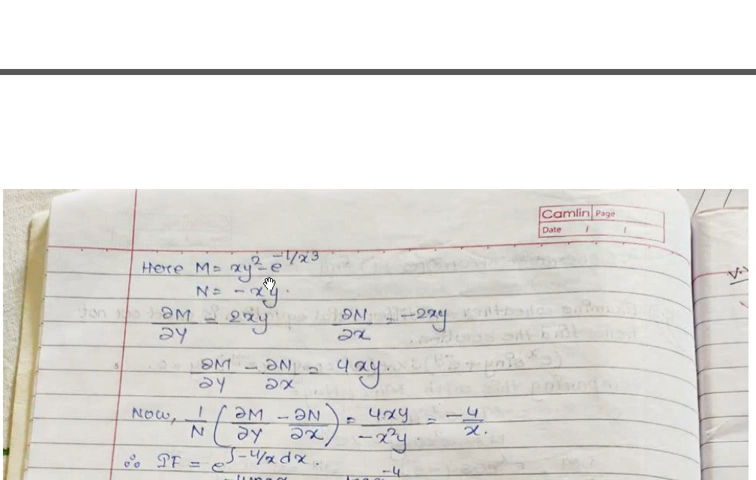 Camlin Page
Date / /
Here M = xy² - e^-1/x³
N = - x²y.
∂M/∂y = 2xy ∂N/∂x = -2xy
∂M/∂y - ∂N/∂x = 4xy.
Now, 1/N (∂M/∂y - ∂N/∂x) = 4xy/-x²y = -4/x.
∴ IF = e^∫-4/x dx.